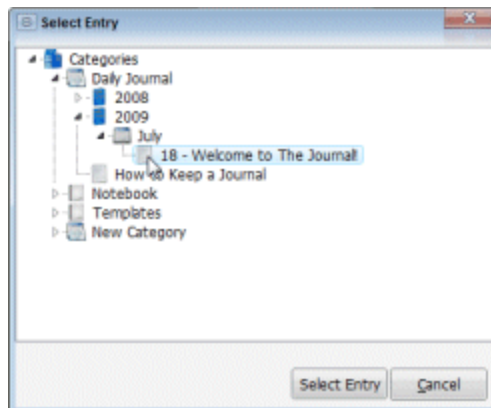 Select Entry
Categories
Daily Journal
2008
2009
July
18 - Welcome to The Journal!
How to Keep a Journal
Notebook
Templates
New Category
Select Entry
Cancel